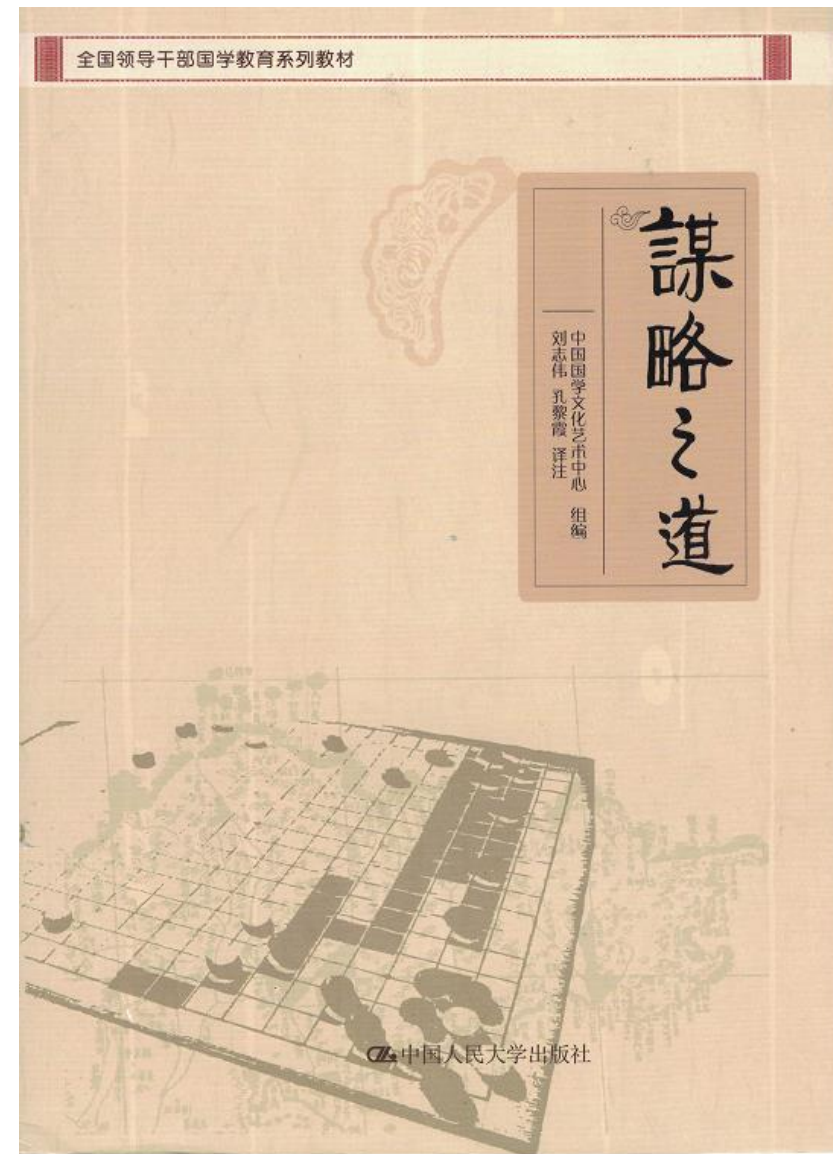 全国领导干部国学教育系列教材
謀略之道
中国国学文化艺术中心 组编
刘志伟 孔黎霞 译注
中国人民大学出版社